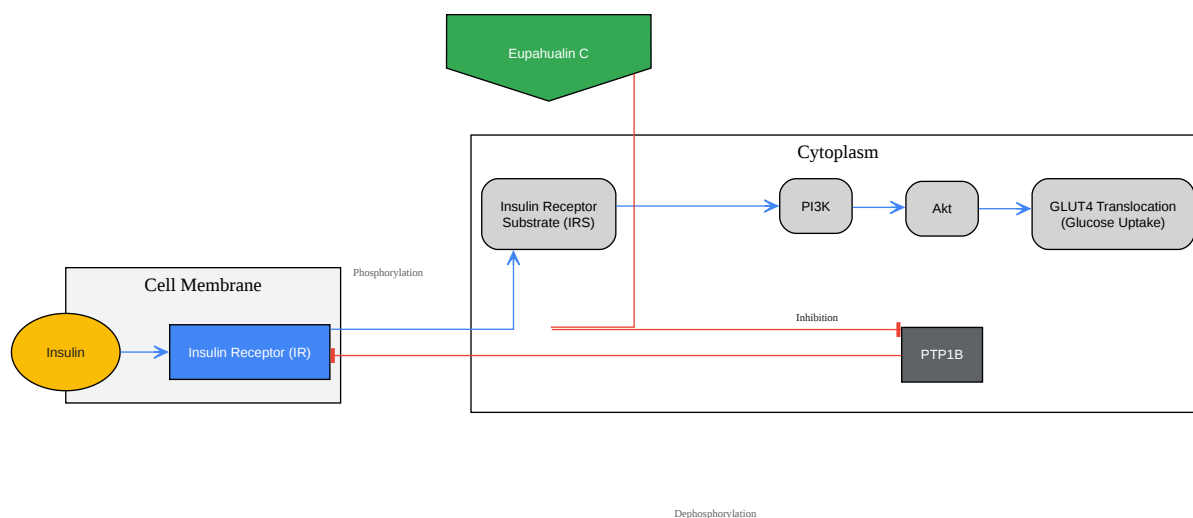 Eupahualin C
Cytoplasm
Insulin Receptor
Substrate (IRS)
PI3K
Akt
GLUT4 Translocation
(Glucose Uptake)
Phosphorylation
Cell Membrane
Inhibition
Insulin
Insulin Receptor (IR)
PTP1B
Dephosphorylation